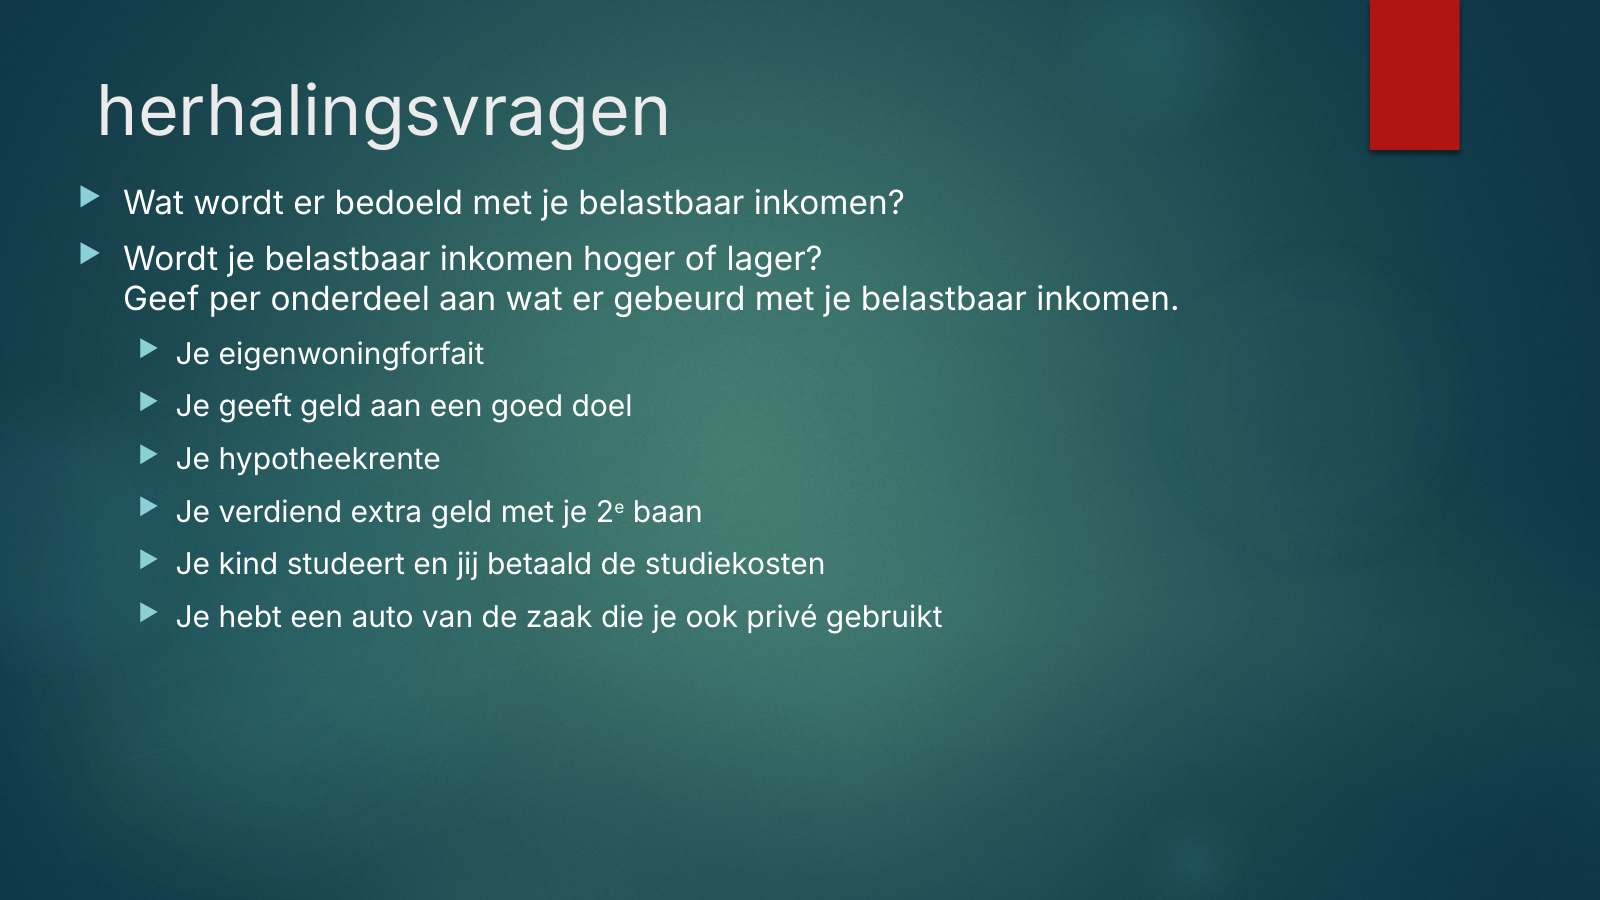 herhalingsvragen
Wat wordt er bedoeld met je belastbaar inkomen?
Wordt je belastbaar inkomen hoger of lager?
Geef per onderdeel aan wat er gebeurd met je belastbaar inkomen.
Je eigenwoningforfait
Je geeft geld aan een goed doel
Je hypotheekrente
Je verdiend extra geld met je 2e baan
Je kind studeert en jij betaald de studiekosten
Je hebt een auto van de zaak die je ook privé gebruikt